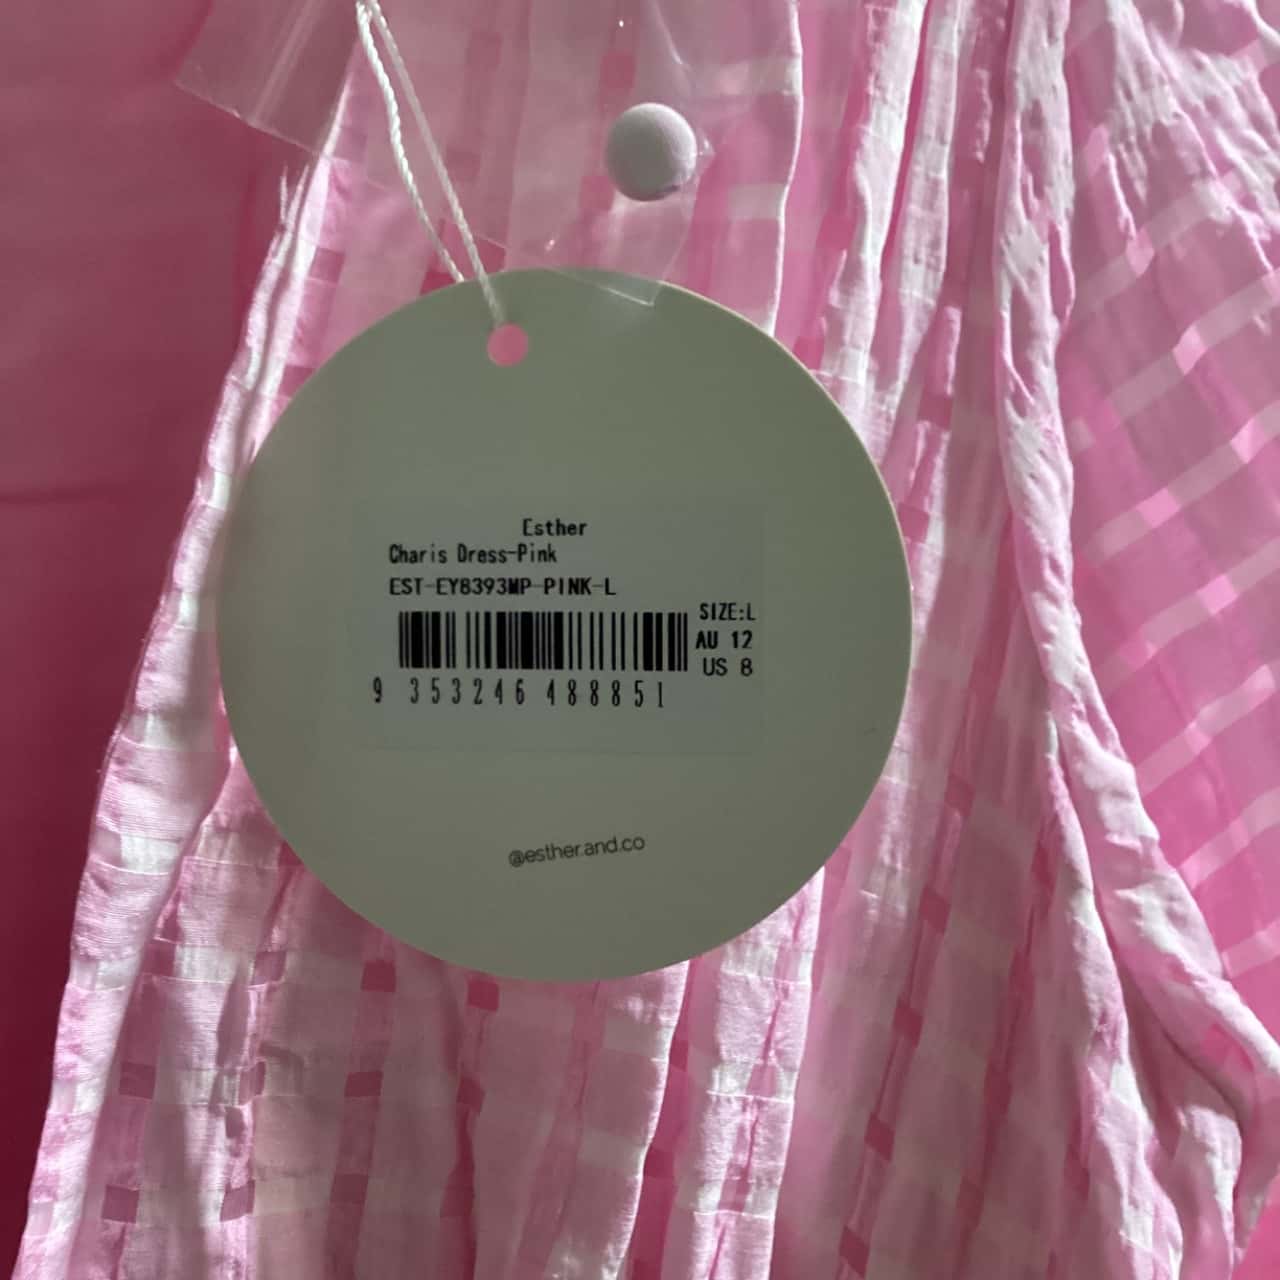 Esther
Charis Dress-Pink
EST-EY8393MP-PINK-L
SIZE:L
AU 12
US 8
9 353246 488851
@esther.and.co